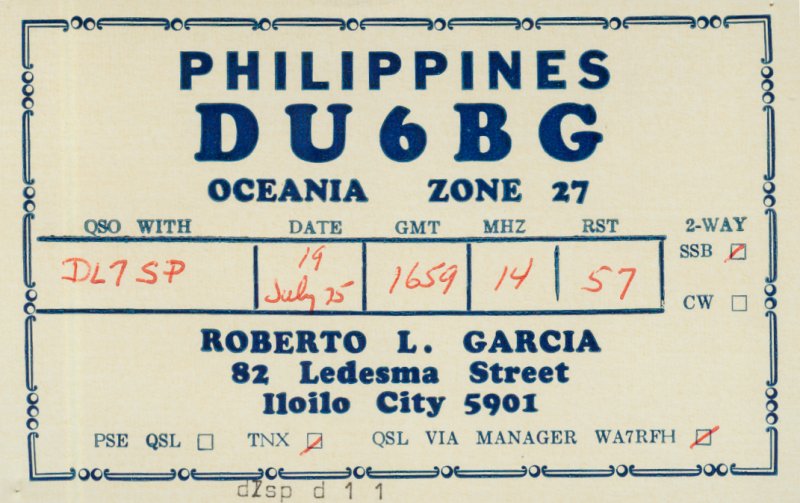 PHILIPPINES
DU6BG
OCEANIA ZONE 27
QSO WITH DATE GMT MHZ RST 2-WAY
DL7SP 19 July 75 1659 14 57 SSB
CW
ROBERTO L. GARCIA
82 Ledesma Street
Iloilo City 5901
PSE QSL TNX QSL VIA MANAGER WA7RFH
d7sp d 1 1